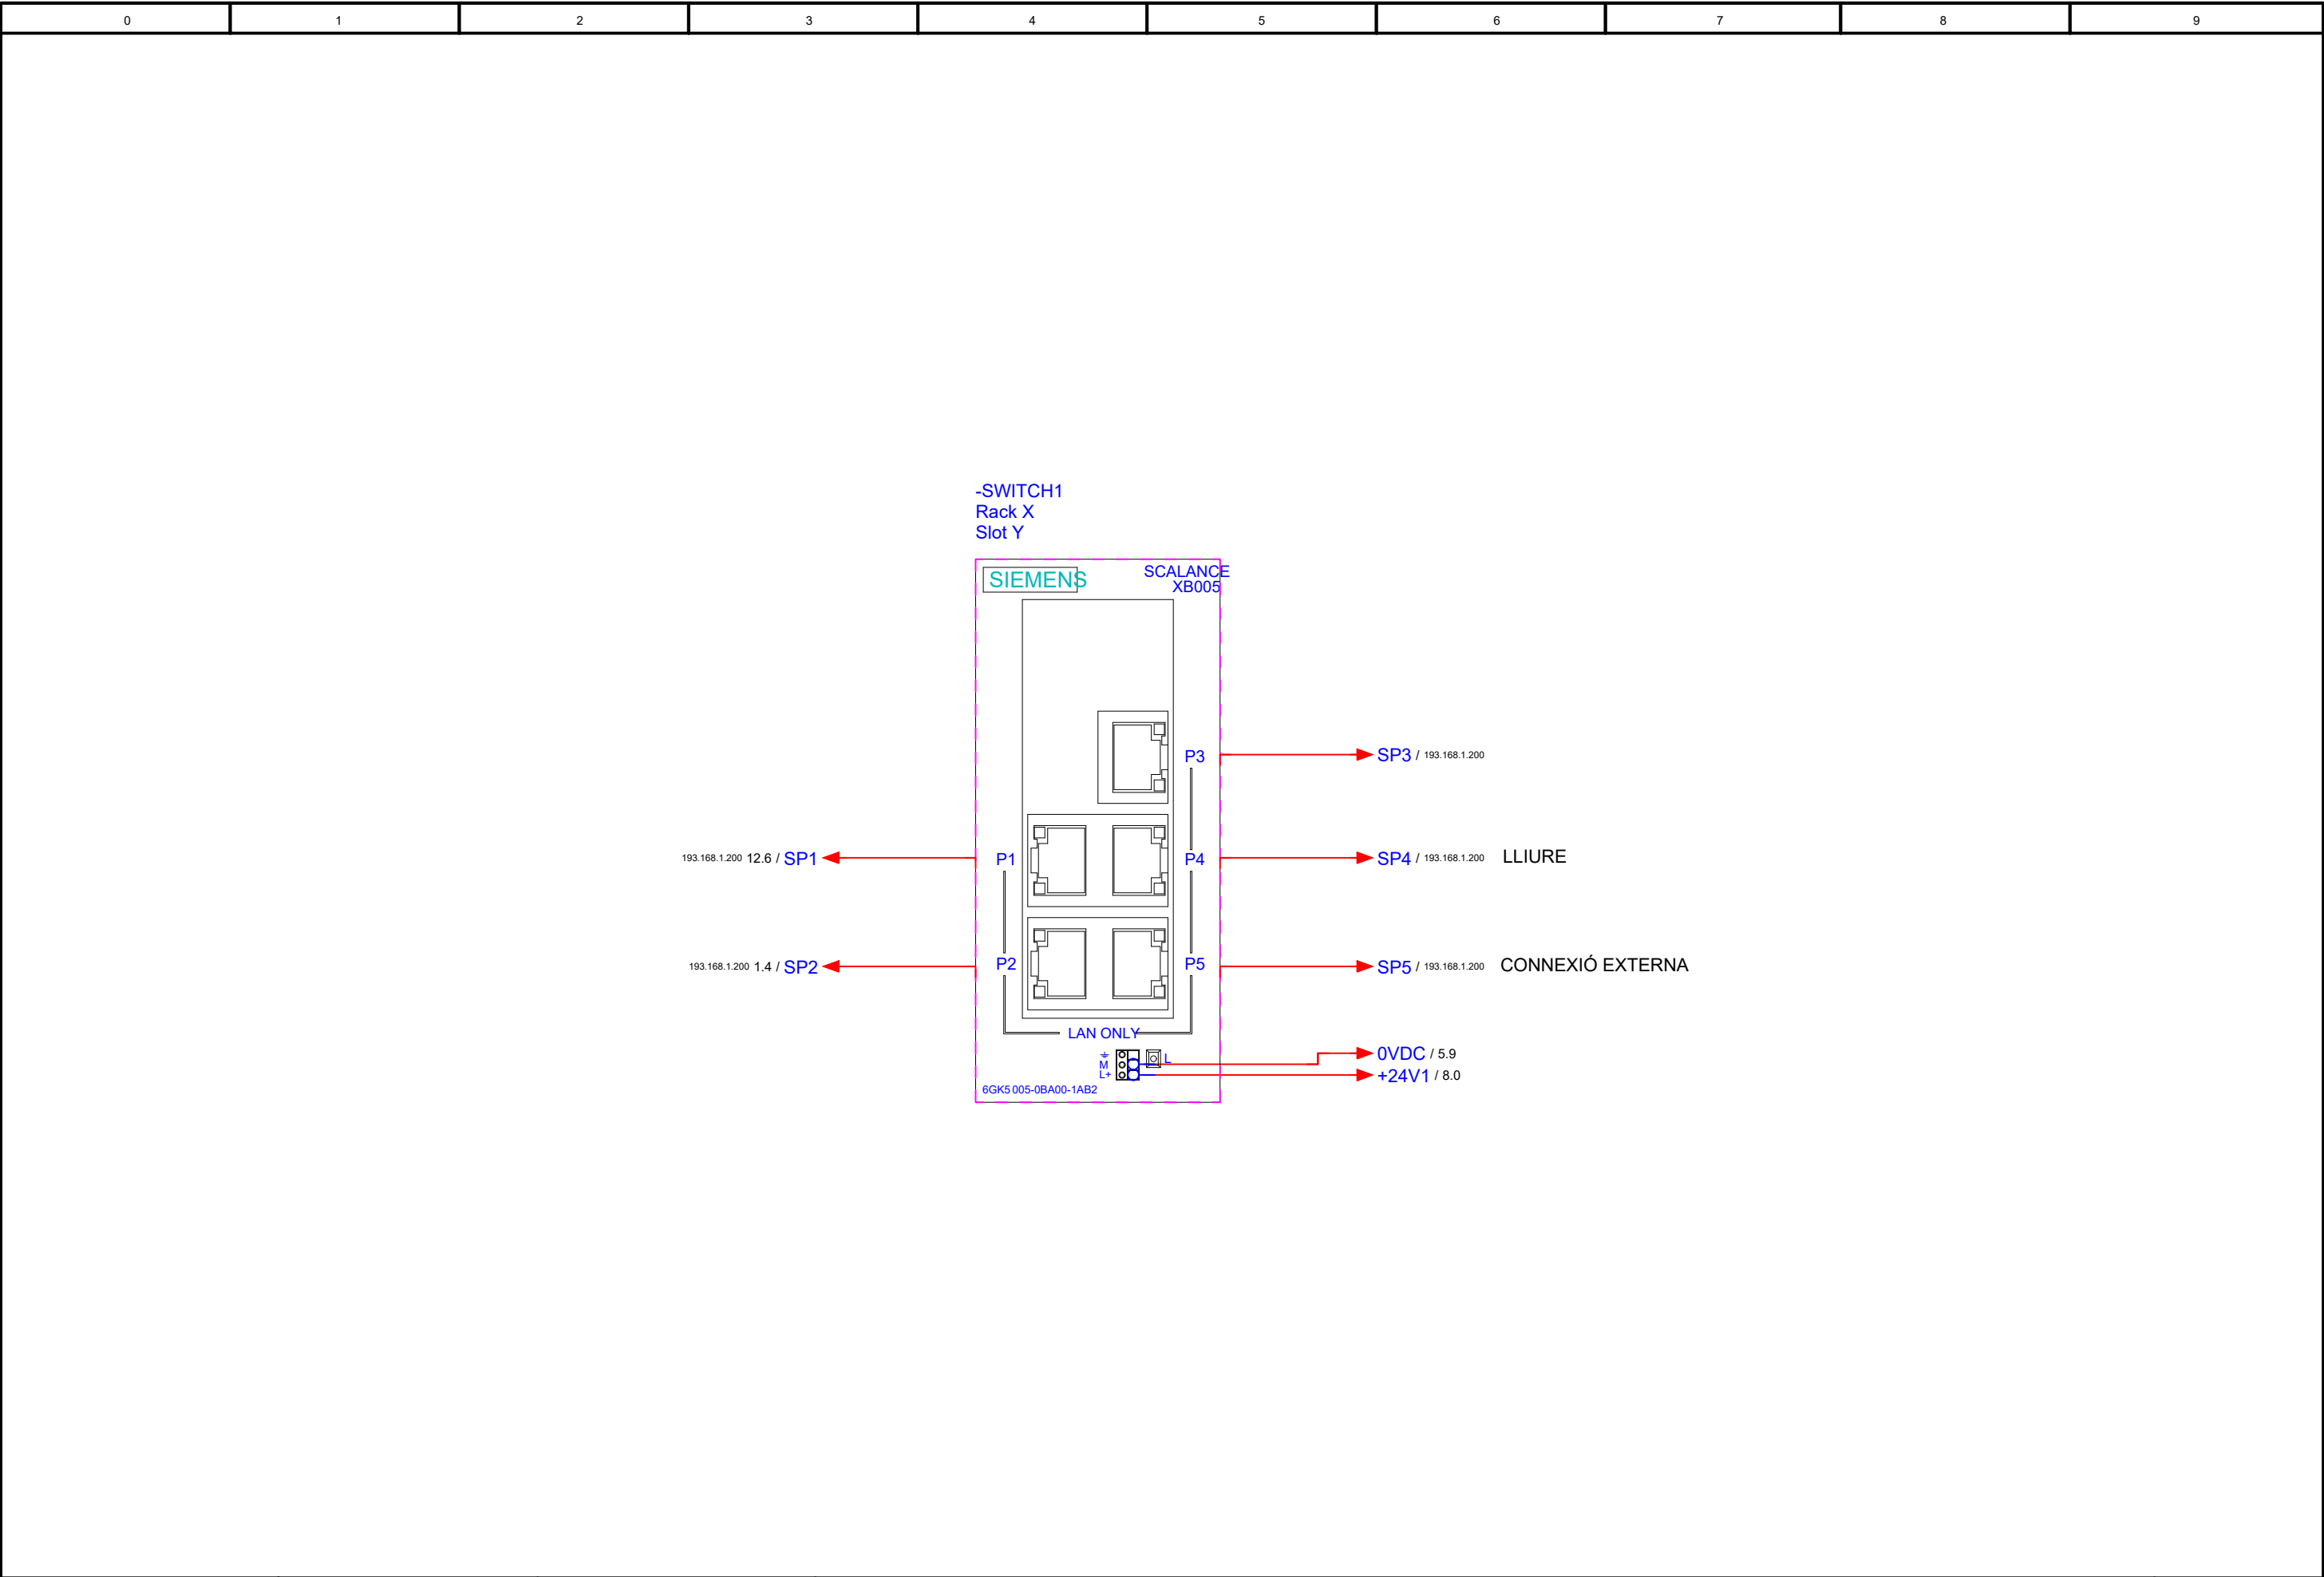 0 1 2 3 4 5 6 7 8 9
-SWITCH1
Rack X
Slot Y
SIEMENS
SCALANCE
XB005
P3
SP3 / 193.168.1.200
193.168.1.200 12.6 / SP1
P1
P4
SP4 / 193.168.1.200 LLIURE
193.168.1.200 1.4 / SP2
P2
P5
SP5 / 193.168.1.200 CONNEXIÓ EXTERNA
LAN ONLY
L
0VDC / 5.9
M
L+
+24V1 / 8.0
6GK5 005-0BA00-1AB2